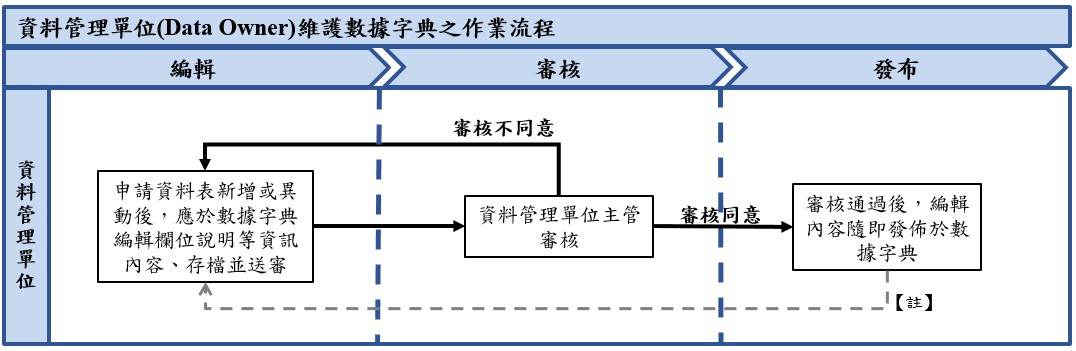 資料管理單位(Data Owner)維護數據字典之作業流程
編輯
審核
發布
資料管理單位
審核不同意
申請資料表新增或異
動後，應於數據字典
編輯欄位說明等資訊
內容、存檔並送審
資料管理單位主管
審核
審核同意
審核通過後，編輯
內容隨即發佈於數
據字典
【註】